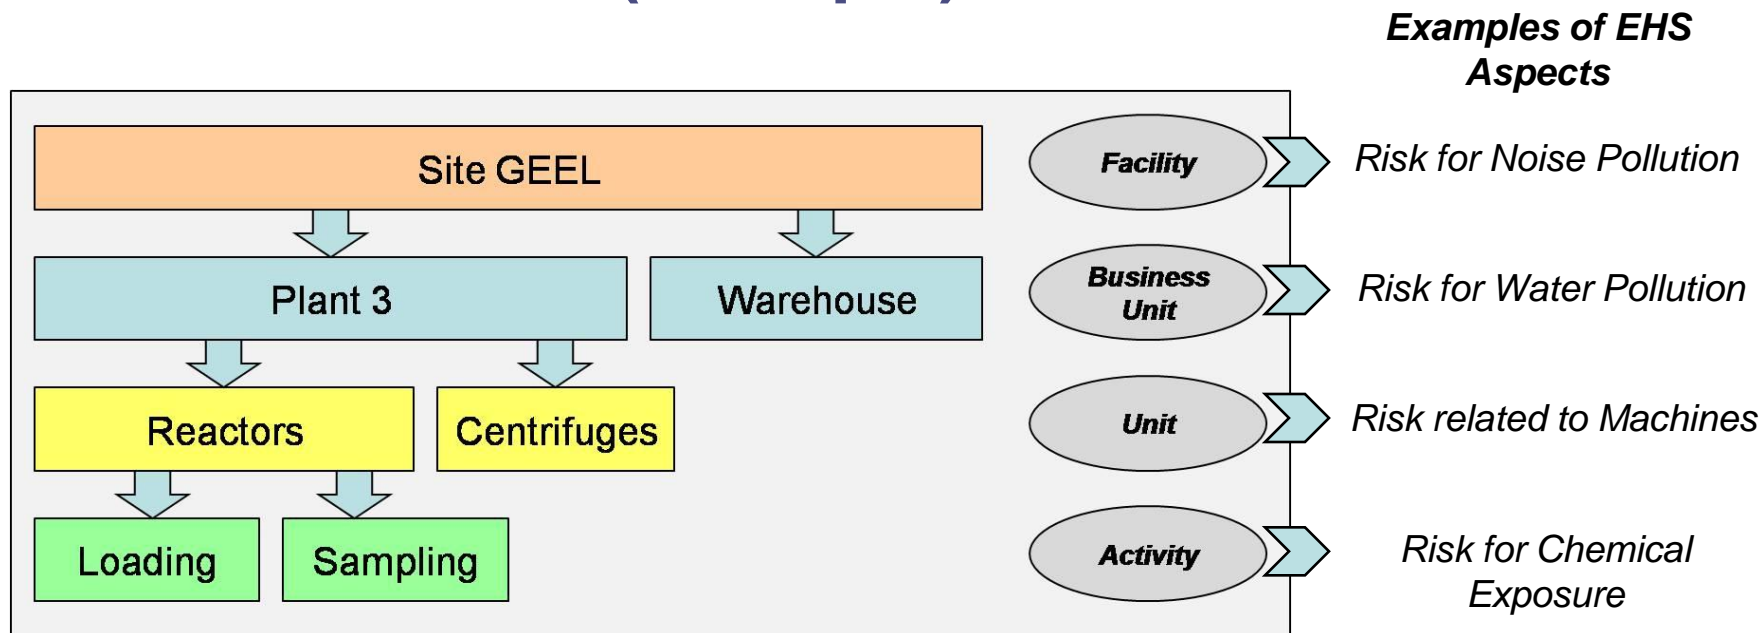 Examples of EHS
Aspects
Site GEEL
Facility
Risk for Noise Pollution
Plant 3
Warehouse
Business
Unit
Risk for Water Pollution
Reactors
Centrifuges
Unit
Risk related to Machines
Loading
Sampling
Activity
Risk for Chemical
Exposure